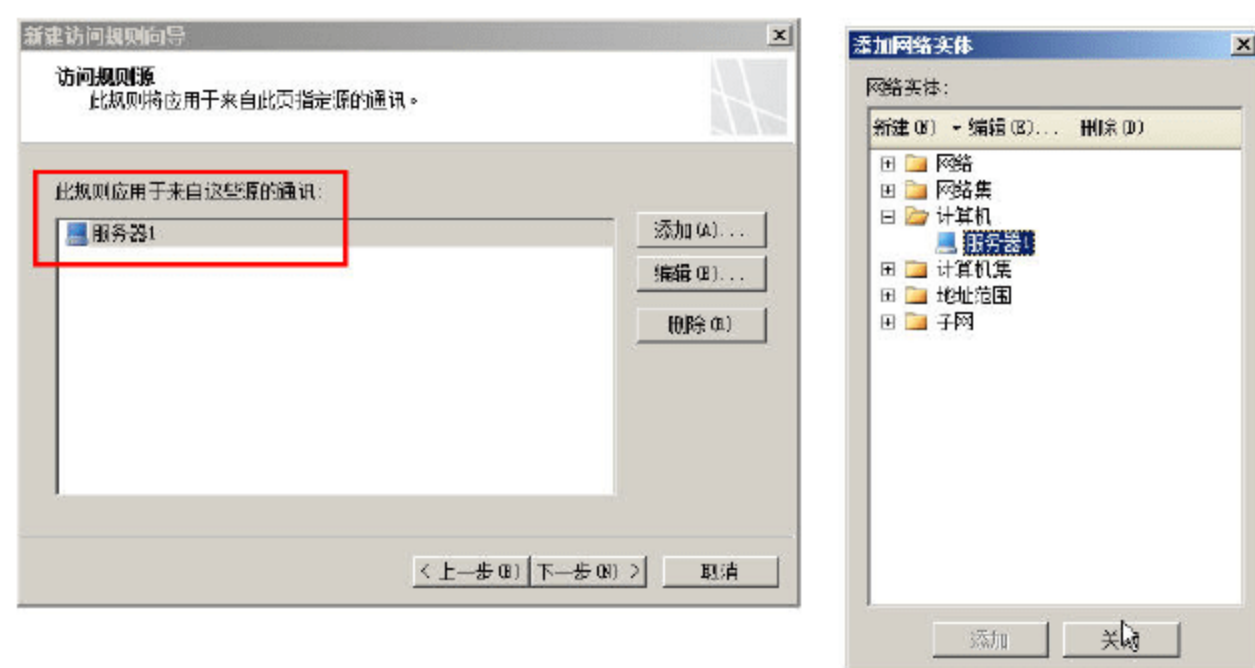 新建访问规则向导
访问规则源
此规则将应用于来自此页指定源的通讯。
此规则应用于来自这些源的通讯:
服务器1
添加(A)...
编辑(E)...
删除(R)
< 上一步(B)
下一步(N) >
取消
添加网络实体
网络实体:
新建(N) 编辑(E)... 删除(D)
网络
网络集
计算机
服务器1
计算机集
地址范围
子网
添加
关闭